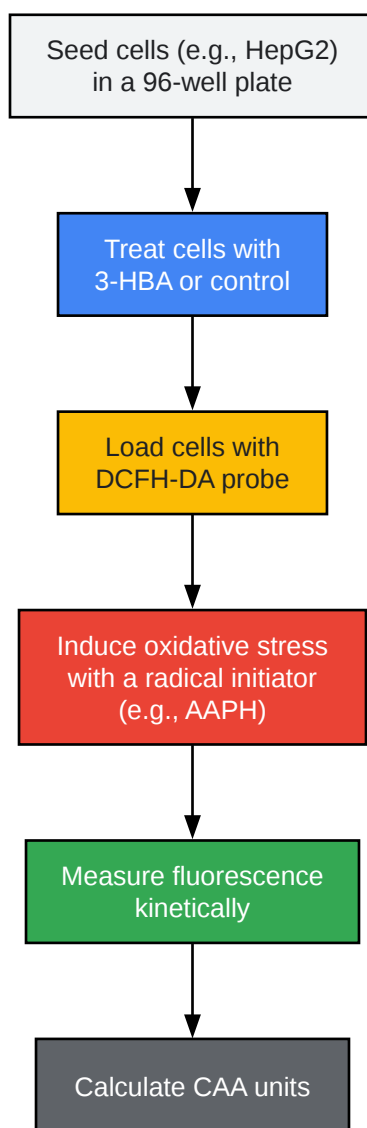 Seed cells (e.g., HepG2)
in a 96-well plate
Treat cells with
3-HBA or control
Load cells with
DCFH-DA probe
Induce oxidative stress
with a radical initiator
(e.g., AAPH)
Measure fluorescence
kinetically
Calculate CAA units